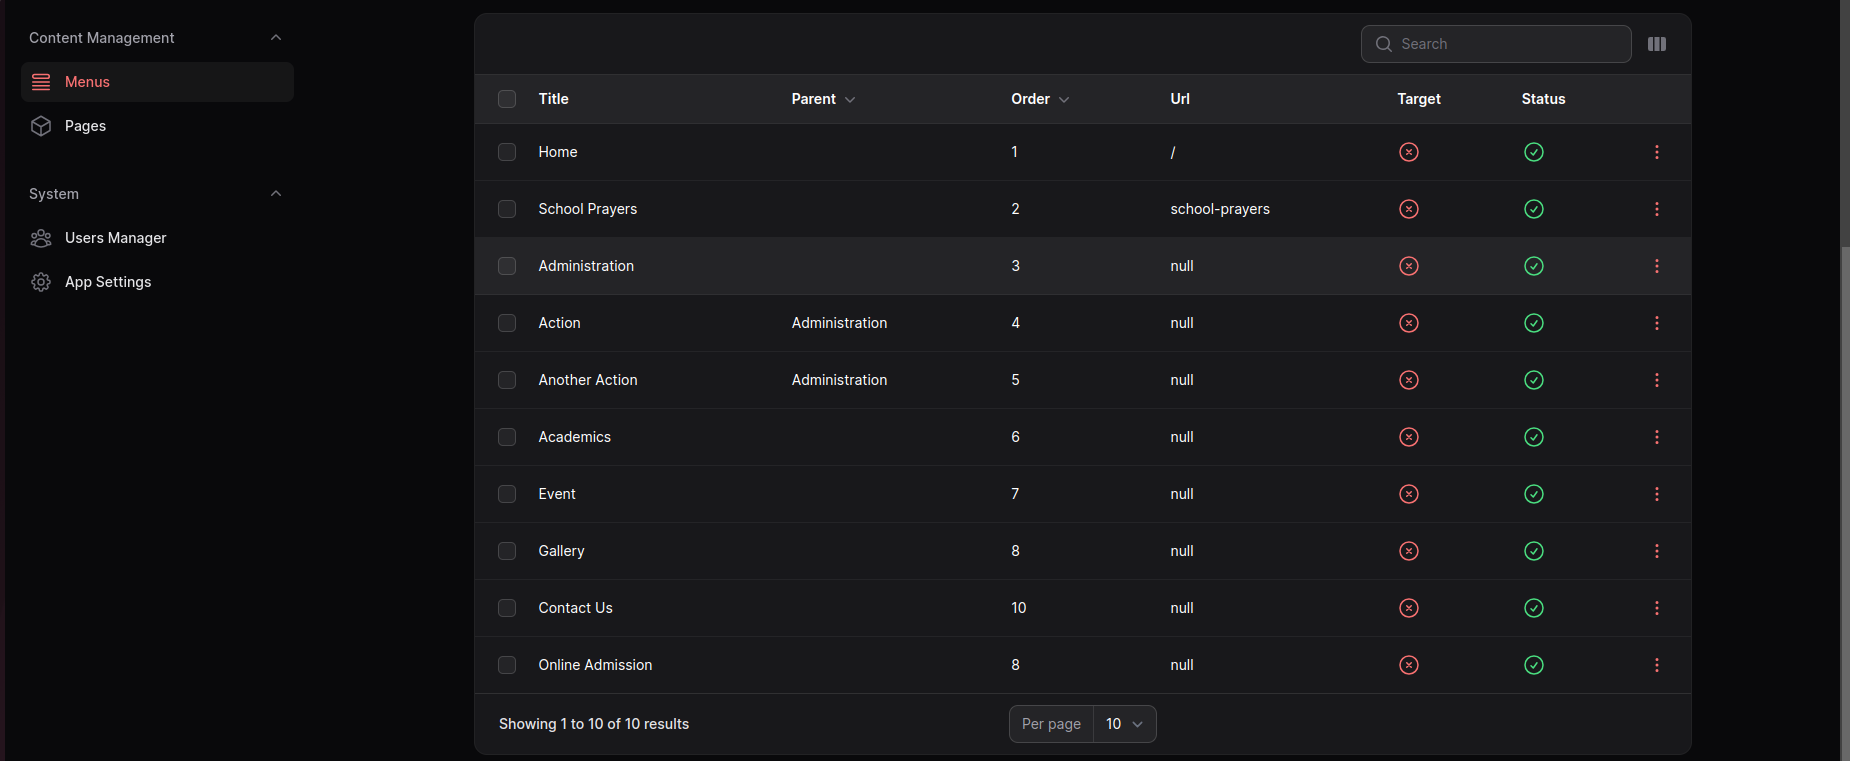 Content Management
Menus
Pages
System
Users Manager
App Settings
Search
Title Parent Order Url Target Status
Home 1 /
School Prayers 2 school-prayers
Administration 3 null
Action Administration 4 null
Another Action Administration 5 null
Academics 6 null
Event 7 null
Gallery 8 null
Contact Us 10 null
Online Admission 8 null
Showing 1 to 10 of 10 results Per page 10